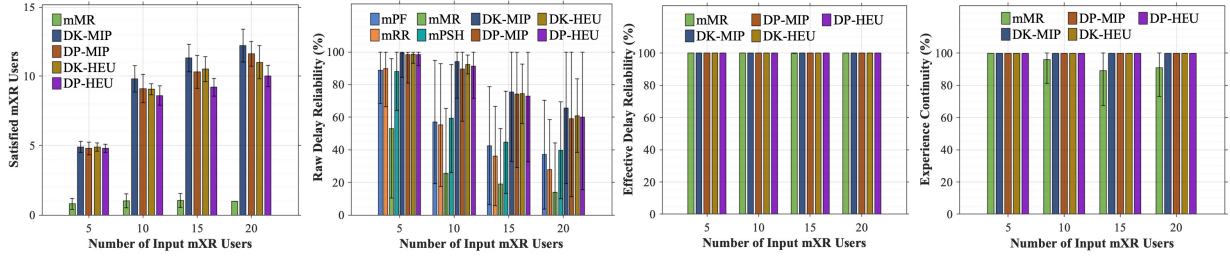 Satisfied mXR Users
15
10
5
0
mMR
DK-MIP
DP-MIP
DK-HEU
DP-HEU
5 10 15 20
Number of Input mXR Users
Raw Delay Reliability (%)
100
80
60
40
20
0
mPF mMR DK-MIP DK-HEU
mRR mPSH DP-MIP DP-HEU
5 10 15 20
Number of Input mXR Users
Effective Delay Reliability (%)
100
80
60
40
20
0
mMR DP-MIP DP-HEU
DK-MIP DK-HEU
5 10 15 20
Number of Input mXR Users
Experience Continuity (%)
100
80
60
40
20
0
mMR DP-MIP DP-HEU
DK-MIP DK-HEU
5 10 15 20
Number of Input mXR Users